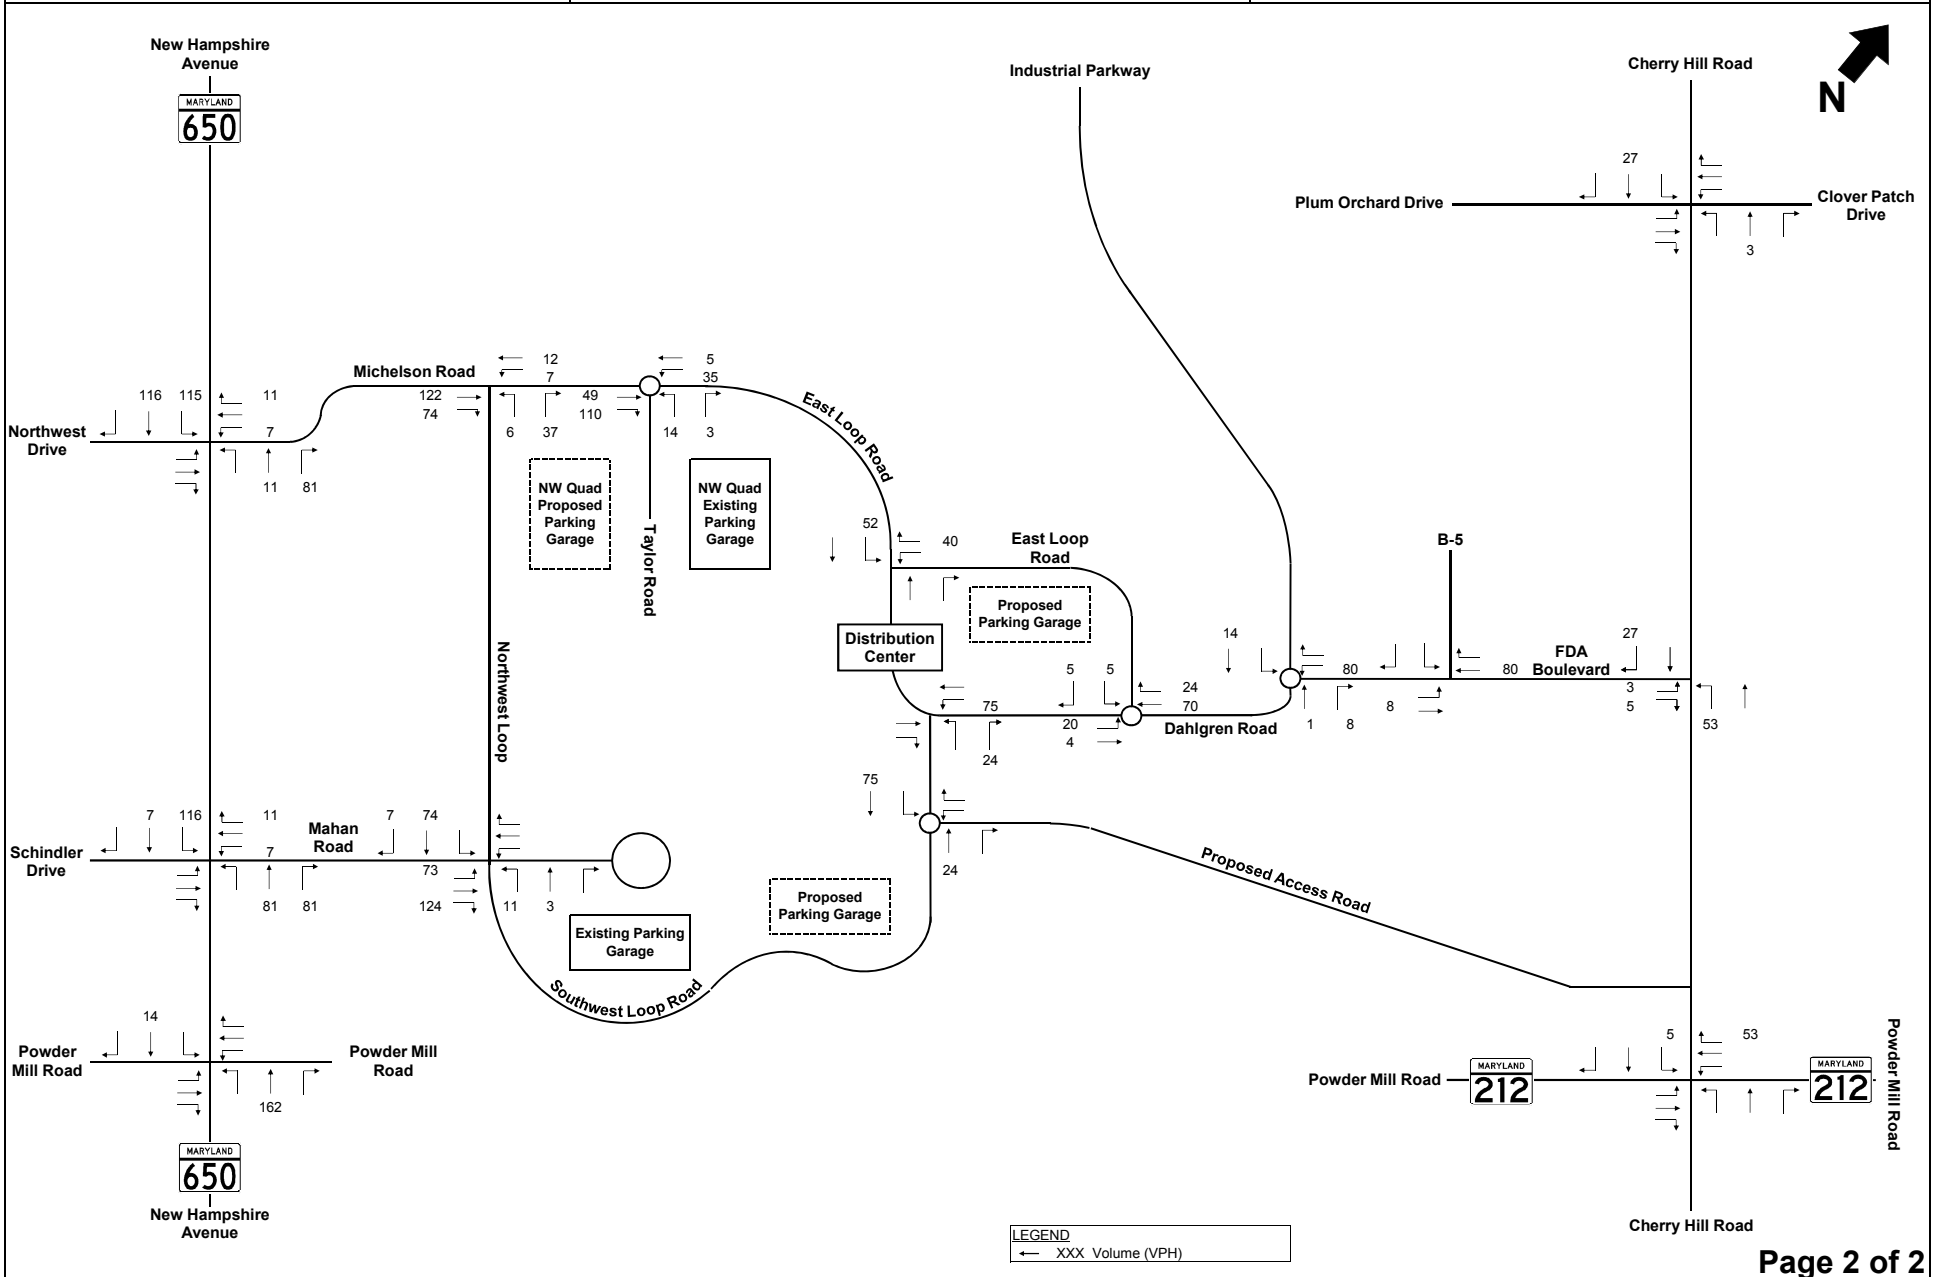 New Hampshire
Avenue
MARYLAND
650
Industrial Parkway
Cherry Hill Road
N
27
Plum Orchard Drive
Clover Patch
Drive
3
Michelson Road
12
7
5
35
122
74
49
110
6
37
14
3
116
115
11
Northwest
Drive
7
11
81
East Loop Road
NW Quad
Proposed
Parking
Garage
NW Quad
Existing
Parking
Garage
Taylor Road
52
40
East Loop
Road
B-5
Proposed
Parking Garage
Distribution
Center
Northwest Loop
14
80
80
FDA
Boulevard
27
3
5
5
5
24
70
75
20
4
Dahlgren Road
1
8
8
53
24
75
24
7
116
11
Mahan
Road
7
74
Schindler
Drive
7
73
81
81
124
11
3
Proposed Access Road
Proposed
Parking Garage
Existing Parking
Garage
Southwest Loop Road
14
Powder
Mill Road
Powder Mill
Road
162
5
53
Powder Mill Road
MARYLAND
212
MARYLAND
212
Powder Mill Road
MARYLAND
650
New Hampshire
Avenue
Cherry Hill Road
LEGEND
XXX Volume (VPH)
Page 2 of 2